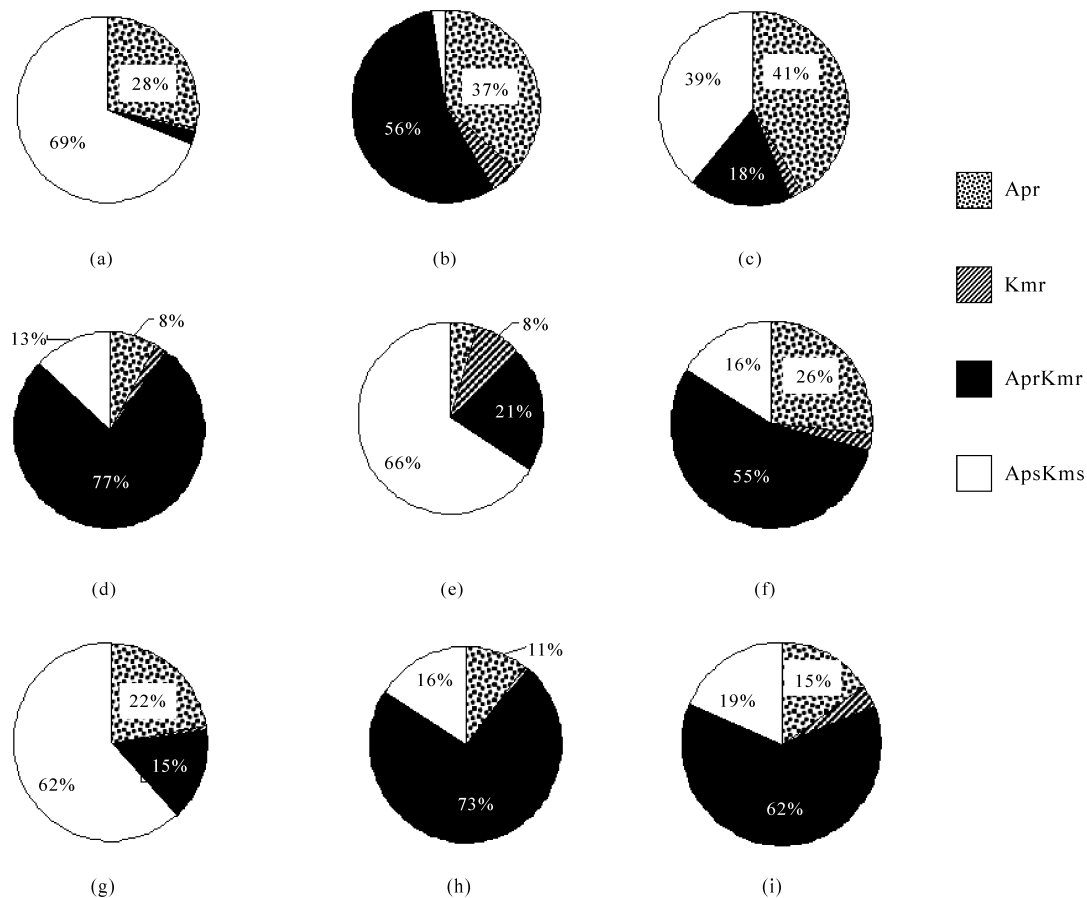 28%
69%
(a)
37%
56%
(b)
39%
41%
18%
(c)
Apr
Kmr
AprKmr
ApsKms
13%
8%
77%
(d)
8%
21%
66%
(e)
16%
26%
55%
(f)
22%
15%
62%
(g)
11%
16%
73%
(h)
15%
19%
62%
(i)